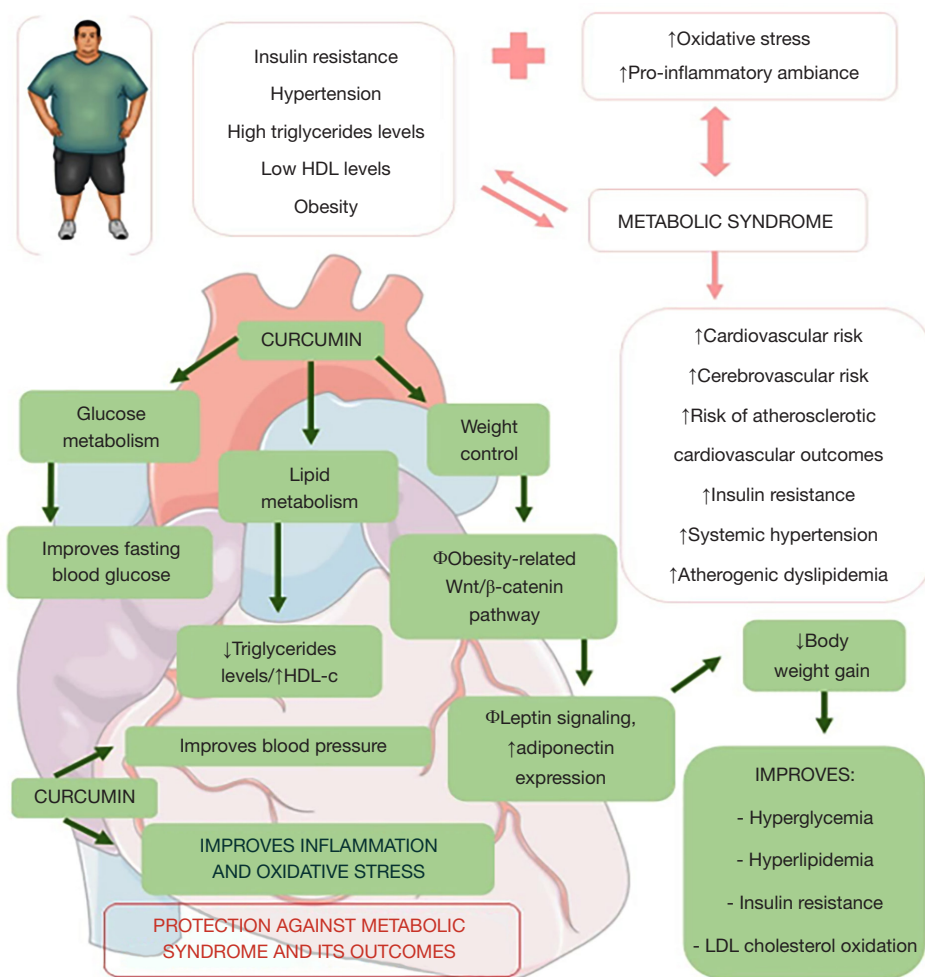 Insulin resistance
Hypertension
High triglycerides levels
Low HDL levels
Obesity
↑Oxidative stress
↑Pro-inflammatory ambiance
METABOLIC SYNDROME
↑Cardiovascular risk
↑Cerebrovascular risk
↑Risk of atherosclerotic
cardiovascular outcomes
↑Insulin resistance
↑Systemic hypertension
↑Atherogenic dyslipidemia
CURCUMIN
Glucose
metabolism
Lipid
metabolism
Weight
control
Improves fasting
blood glucose
↓Triglycerides
levels/↑HDL-c
ΦObesity-related
Wnt/β-catenin
pathway
ΦLeptin signaling,
↑adiponectin
expression
↓Body
weight gain
IMPROVES:
- Hyperglycemia
- Hyperlipidemia
- Insulin resistance
- LDL cholesterol oxidation
CURCUMIN
Improves blood pressure
IMPROVES INFLAMMATION
AND OXIDATIVE STRESS
PROTECTION AGAINST METABOLIC
SYNDROME AND ITS OUTCOMES